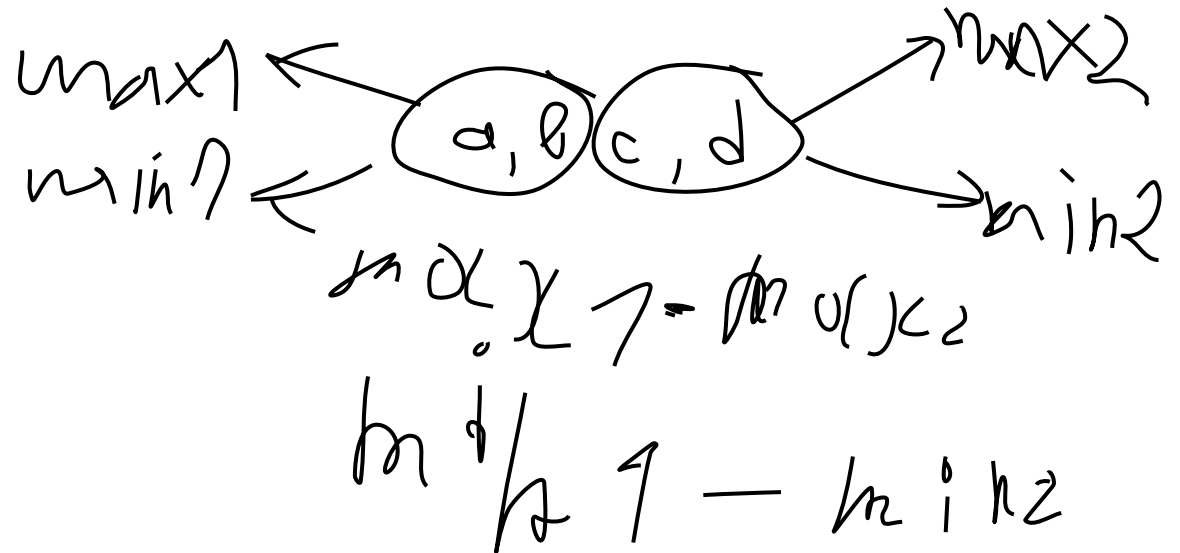 max1
a, b
c, d
max2
min1
min2
max1 - max2
min1 - min2